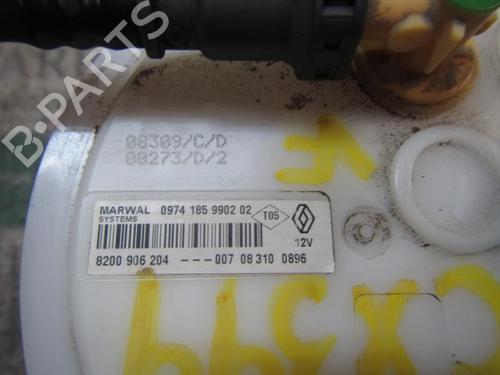 B-PARTS
08309/C/D
08273/D/2
MARWAL 0974 185 9902 02
SYSTEMS
T05
12V
8200 906 204 --- 007 08 310 0896